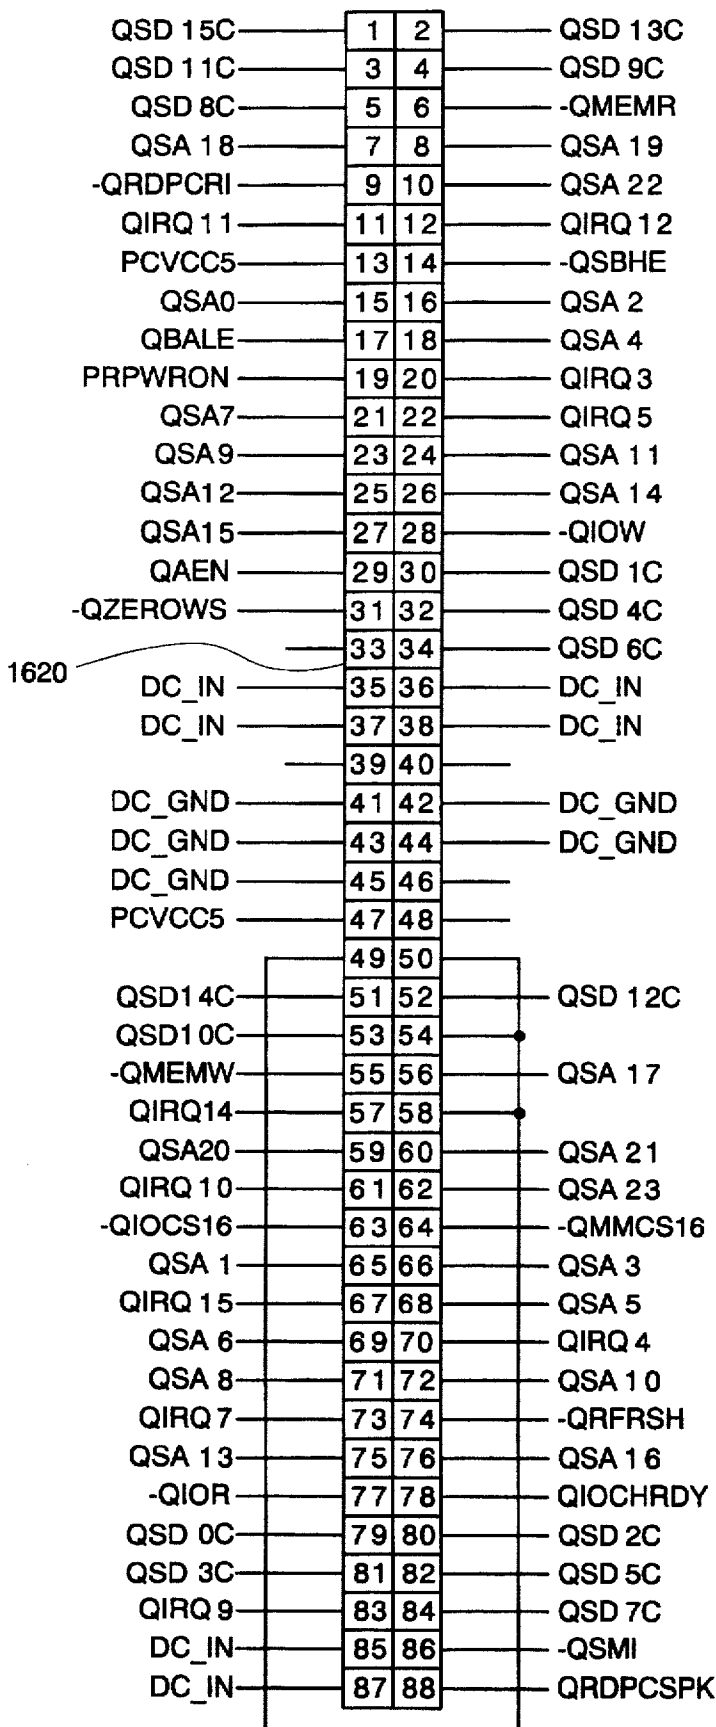 QSD 15C 1 2 QSD 13C
QSD 11C 3 4 QSD 9C
QSD 8C 5 6 -QMEMR
QSA 18 7 8 QSA 19
-QRDPCRI 9 10 QSA 22
QIRQ 11 11 12 QIRQ 12
PCVCC5 13 14 -QSBHE
QSA0 15 16 QSA 2
QBALE 17 18 QSA 4
PRPWRON 19 20 QIRQ 3
QSA7 21 22 QIRQ 5
QSA9 23 24 QSA 11
QSA12 25 26 QSA 14
QSA15 27 28 -QIOW
QAEN 29 30 QSD 1C
-QZEROWS 31 32 QSD 4C
33 34 QSD 6C
1620
DC_IN 35 36 DC_IN
DC_IN 37 38 DC_IN
39 40
DC_GND 41 42 DC_GND
DC_GND 43 44 DC_GND
DC_GND 45 46
PCVCC5 47 48
49 50
QSD14C 51 52 QSD 12C
QSD10C 53 54
-QMEMW 55 56 QSA 17
QIRQ14 57 58
QSA20 59 60 QSA 21
QIRQ 10 61 62 QSA 23
-QIOCS16 63 64 -QMMCS16
QSA 1 65 66 QSA 3
QIRQ 15 67 68 QSA 5
QSA 6 69 70 QIRQ 4
QSA 8 71 72 QSA 10
QIRQ 7 73 74 -QRFRSH
QSA 13 75 76 QSA 16
-QIOR 77 78 QIOCHRDY
QSD 0C 79 80 QSD 2C
QSD 3C 81 82 QSD 5C
QIRQ 9 83 84 QSD 7C
DC_IN 85 86 -QSMI
DC_IN 87 88 QRDPCSPK